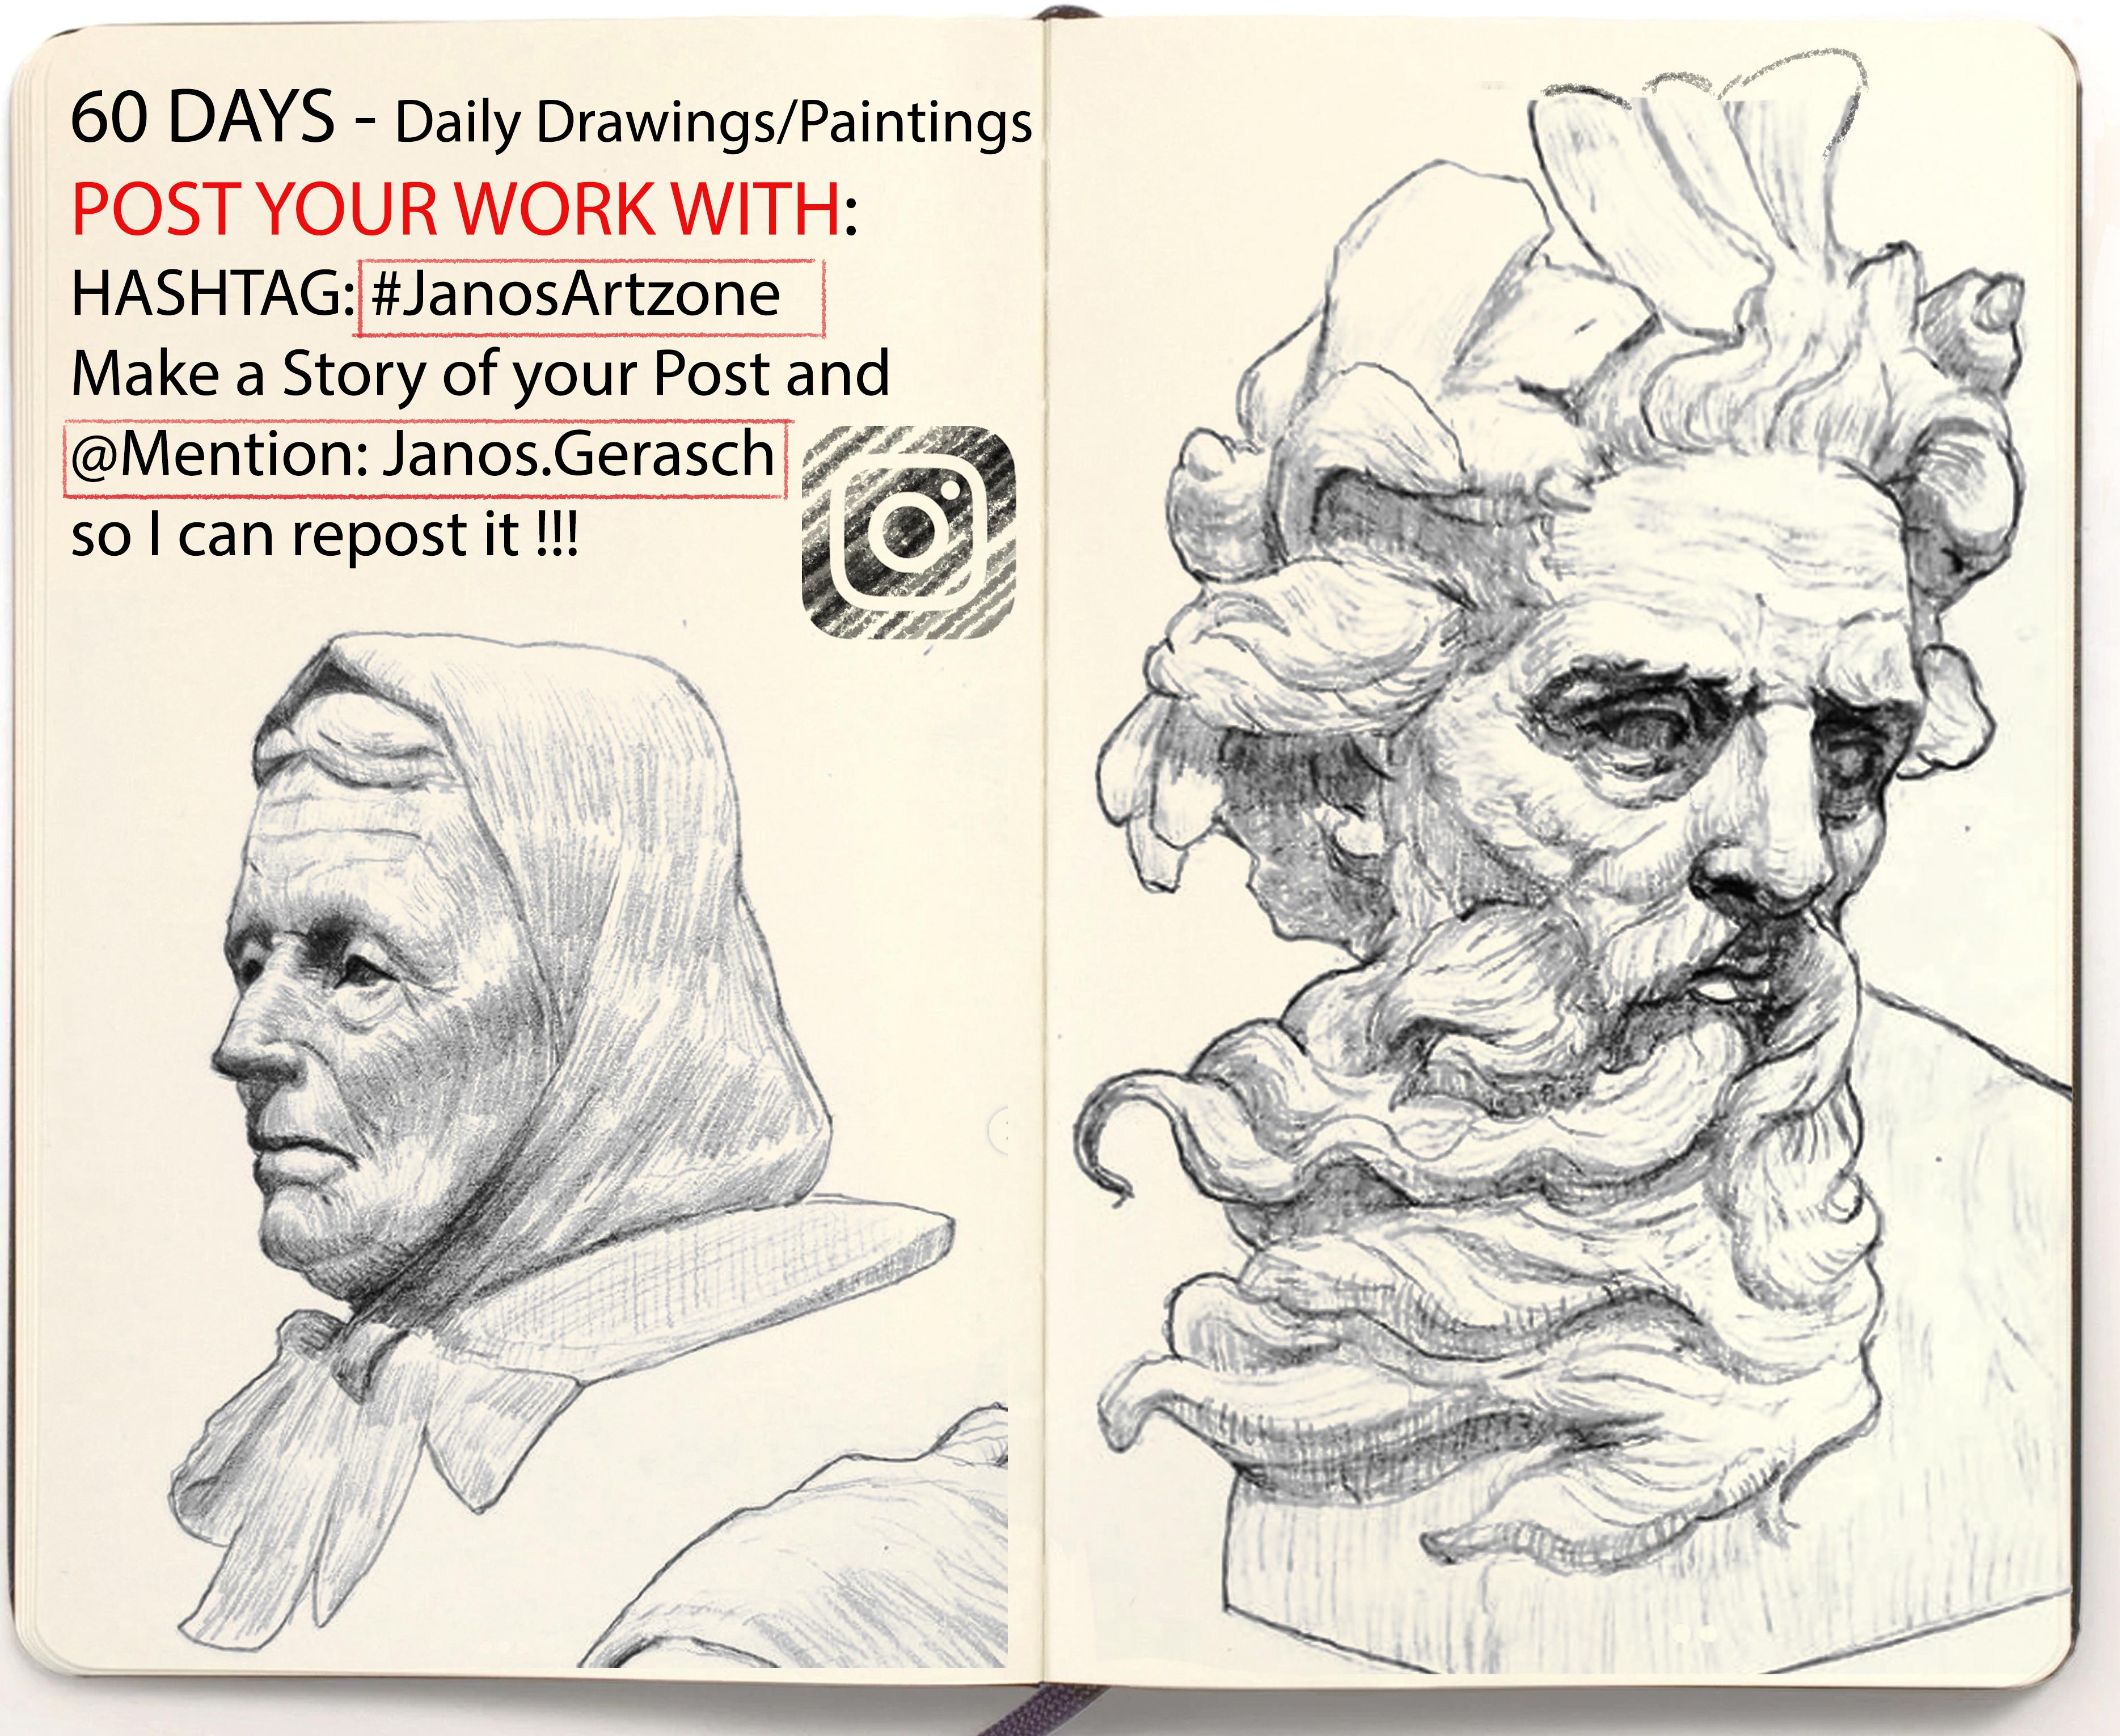 60 DAYS - Daily Drawings/Paintings
POST YOUR WORK WITH:
HASHTAG: #JanosArtzone
Make a Story of your Post and
@Mention: Janos.Gerasch
so I can repost it !!!